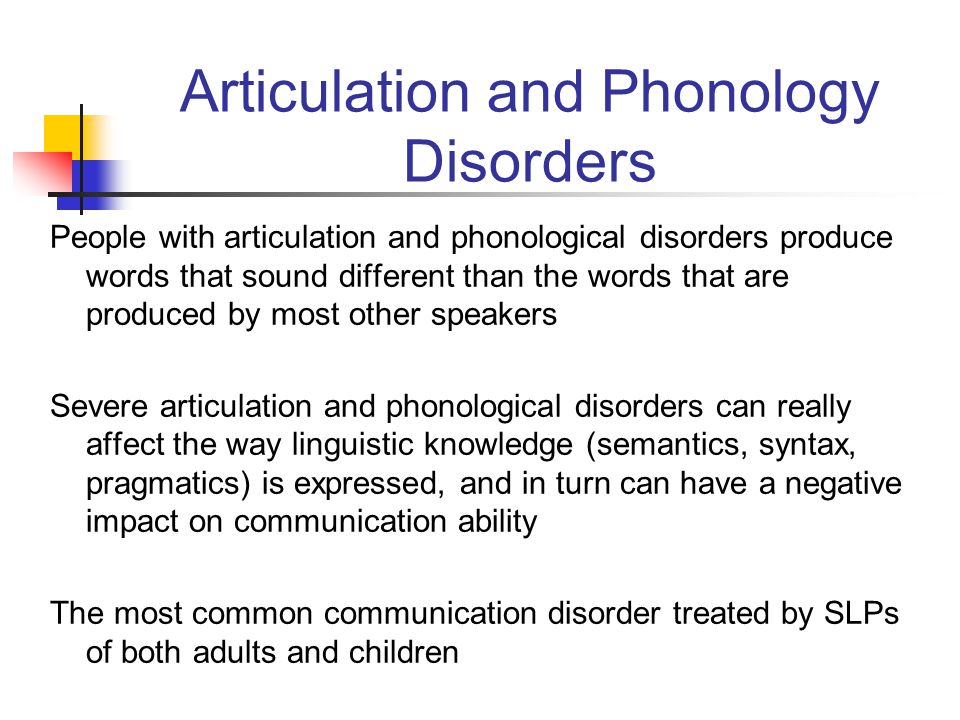 Articulation and Phonology
Disorders
People with articulation and phonological disorders produce
words that sound different than the words that are
produced by most other speakers
Severe articulation and phonological disorders can really
affect the way linguistic knowledge (semantics, syntax,
pragmatics) is expressed, and in turn can have a negative
impact on communication ability
The most common communication disorder treated by SLPs
of both adults and children